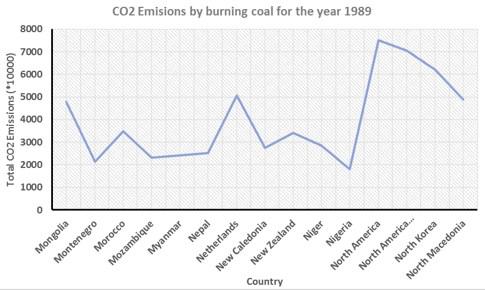 CO2 Emisions by burning coal for the year 1989
Total CO2 Emissions (*10000)
8000
7000
6000
5000
4000
3000
2000
1000
0
Mongolia
Montenegro
Morocco
Mozambique
Myanmar
Nepal
Netherlands
New Caledonia
New Zealand
Niger
Nigeria
North America
North America...
North Korea
North Macedonia
Country